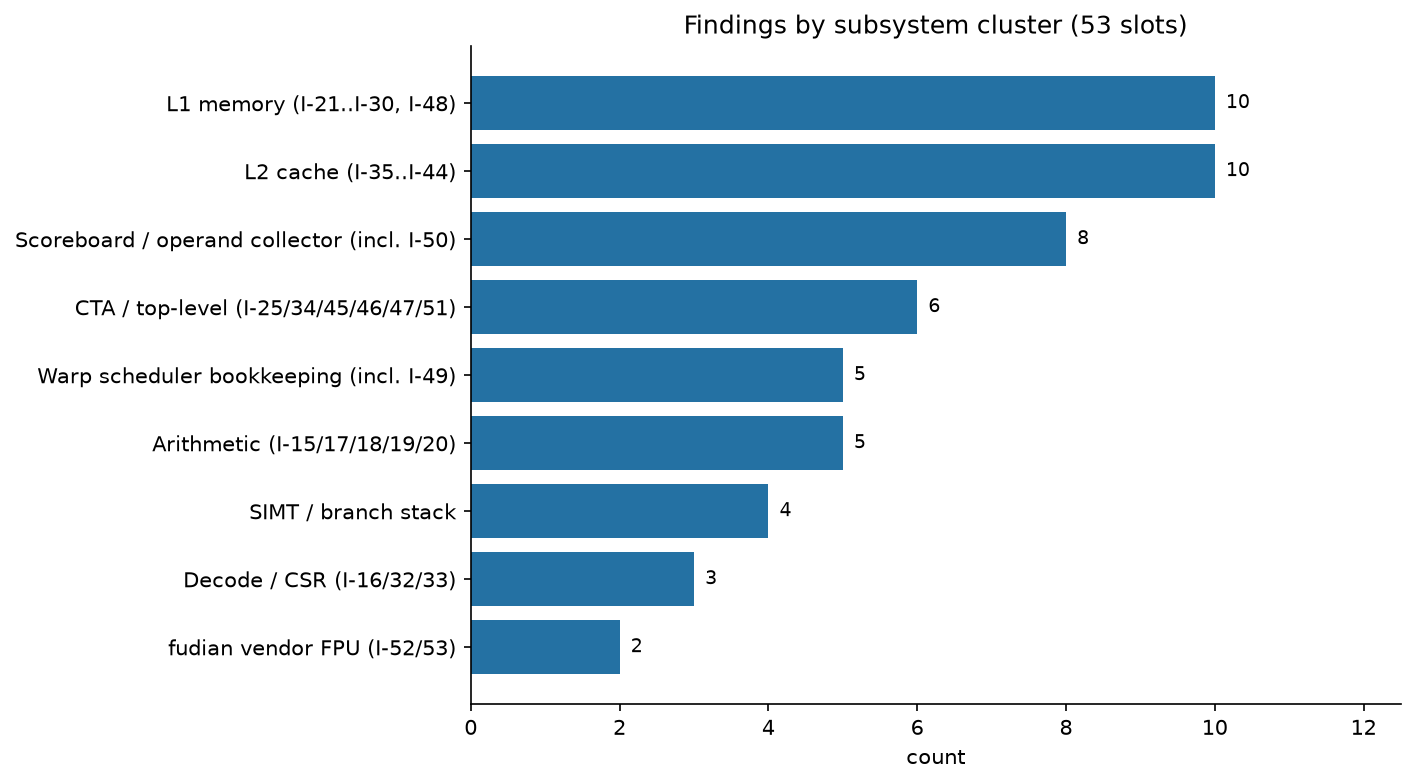 Findings by subsystem cluster (53 slots)
L1 memory (I-21..I-30, I-48) 10
L2 cache (I-35..I-44) 10
Scoreboard / operand collector (incl. I-50) 8
CTA / top-level (I-25/34/45/46/47/51) 6
Warp scheduler bookkeeping (incl. I-49) 5
Arithmetic (I-15/17/18/19/20) 5
SIMT / branch stack 4
Decode / CSR (I-16/32/33) 3
fudian vendor FPU (I-52/53) 2
0 2 4 6 8 10 12
count